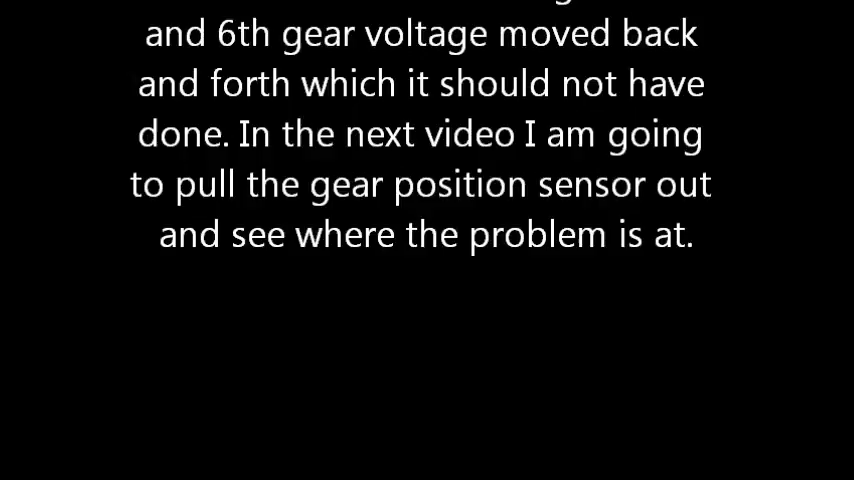 and 6th gear voltage moved back
and forth which it should not have
done. In the next video I am going
to pull the gear position sensor out
and see where the problem is at.